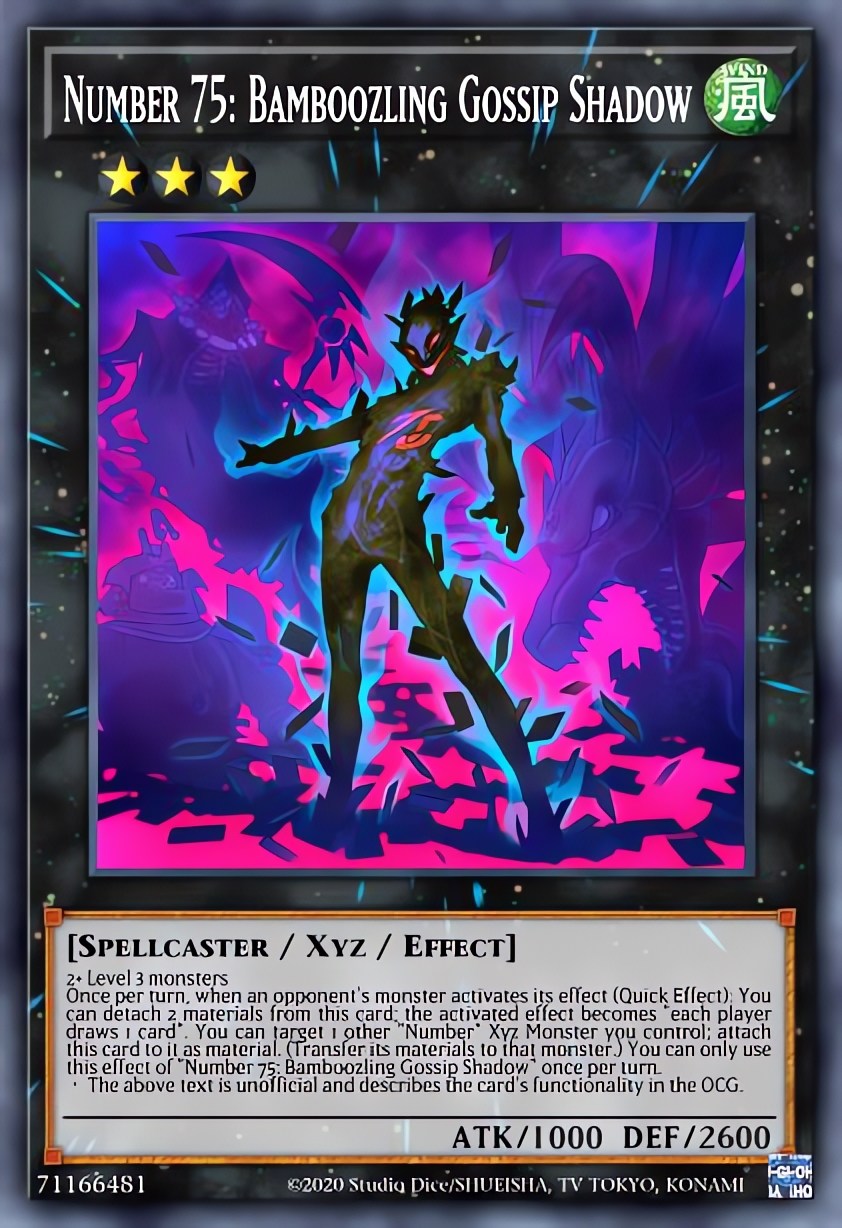 Number 75: Bamboozling Gossip Shadow
WIND
風
75
[Spellcaster / Xyz / Effect]
2+ Level 3 monsters
Once per turn, when an opponent's monster activates its effect (Quick Effect): You
can detach 2 materials from this card; the activated effect becomes "each player
draws 1 card". You can target 1 other "Number" Xyz Monster you control; attach
this card to it as material. (Transfer its materials to that monster.) You can only use
this effect of "Number 75: Bamboozling Gossip Shadow" once per turn.
· The above text is unofficial and describes the card's functionality in the OCG.
ATK/1000 DEF/2600
71166481
©2020 Studio Dice/SHUEISHA, TV TOKYO, KONAMI